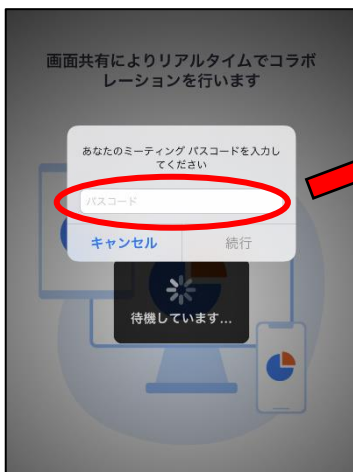 画面共有によりリアルタイムでコラボ
レーションを行います
あなたのミーティング パスコードを入力し
てください
パスコード
キャンセル
続行
待機しています...